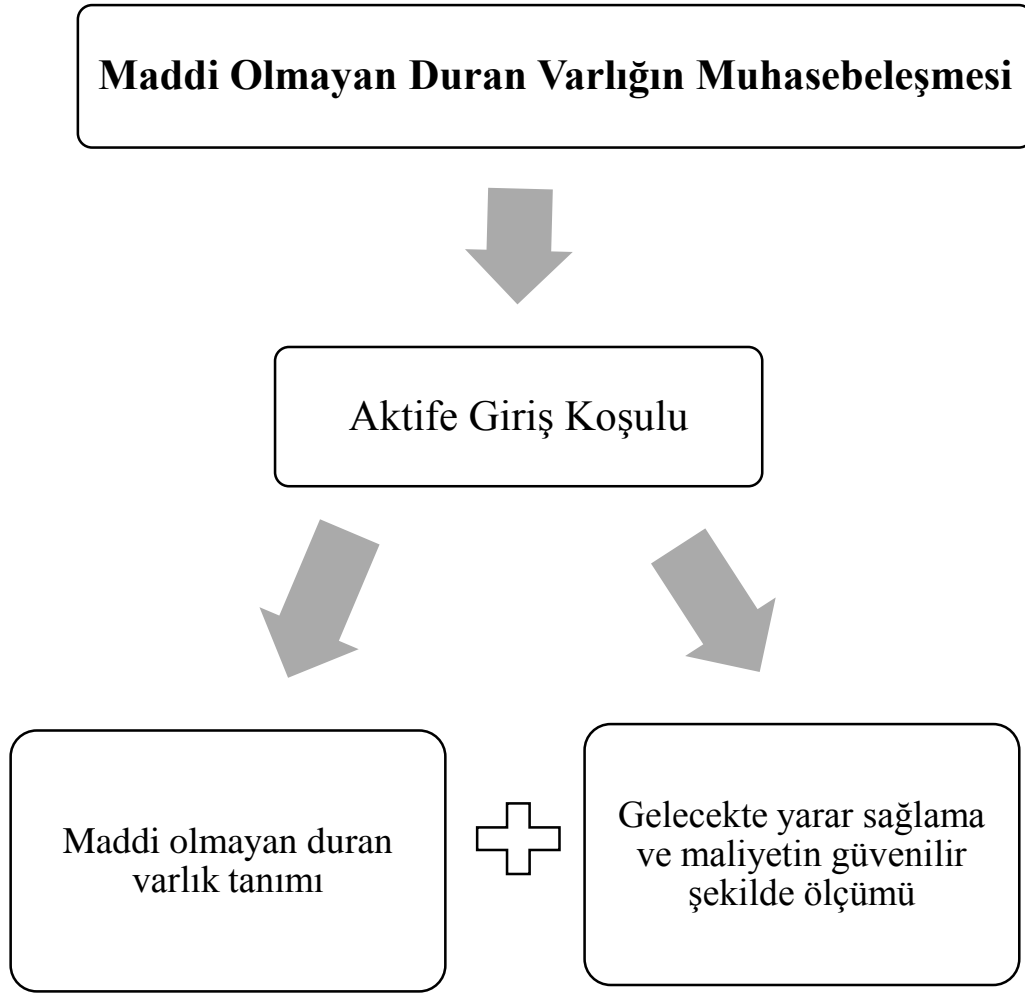 Maddi Olmayan Duran Varlığın Muhasebeleşmesi
Aktife Giriş Koşulu
Maddi olmayan duran
varlık tanımı
Gelecekte yarar sağlama
ve maliyetin güvenilir
şekilde ölçümü